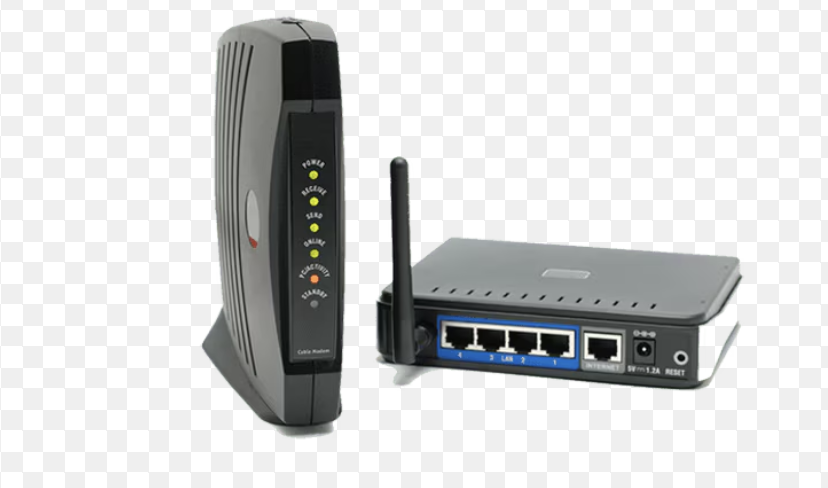 POWER
RECEIVE
SEND
ONLINE
PC/ACTIVITY
STANDBY
Cable Modem
4 3 LAN 2 1
INTERNET
5V⎓1.2A
RESET